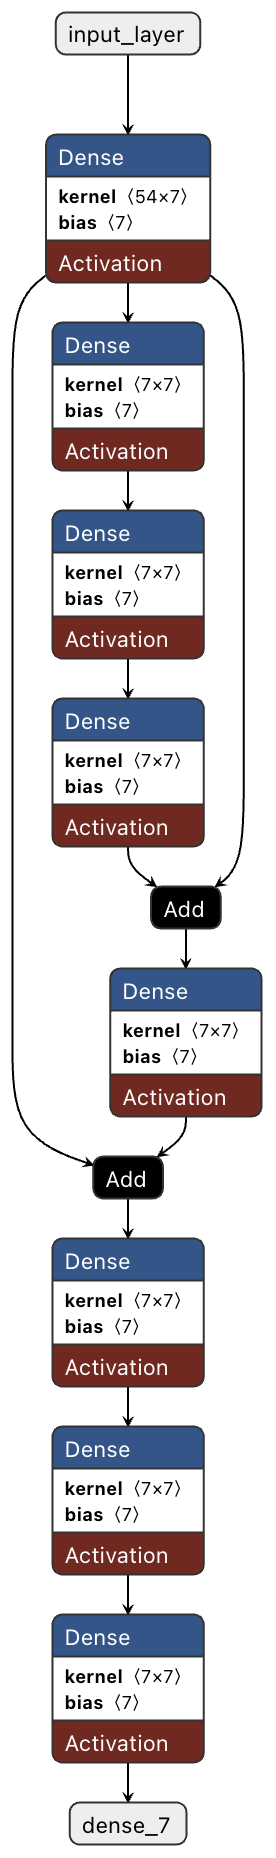 input_layer
Dense
kernel ⟨54×7⟩
bias ⟨7⟩
Activation
Dense
kernel ⟨7×7⟩
bias ⟨7⟩
Activation
Dense
kernel ⟨7×7⟩
bias ⟨7⟩
Activation
Dense
kernel ⟨7×7⟩
bias ⟨7⟩
Activation
Add
Dense
kernel ⟨7×7⟩
bias ⟨7⟩
Activation
Add
Dense
kernel ⟨7×7⟩
bias ⟨7⟩
Activation
Dense
kernel ⟨7×7⟩
bias ⟨7⟩
Activation
Dense
kernel ⟨7×7⟩
bias ⟨7⟩
Activation
dense_7